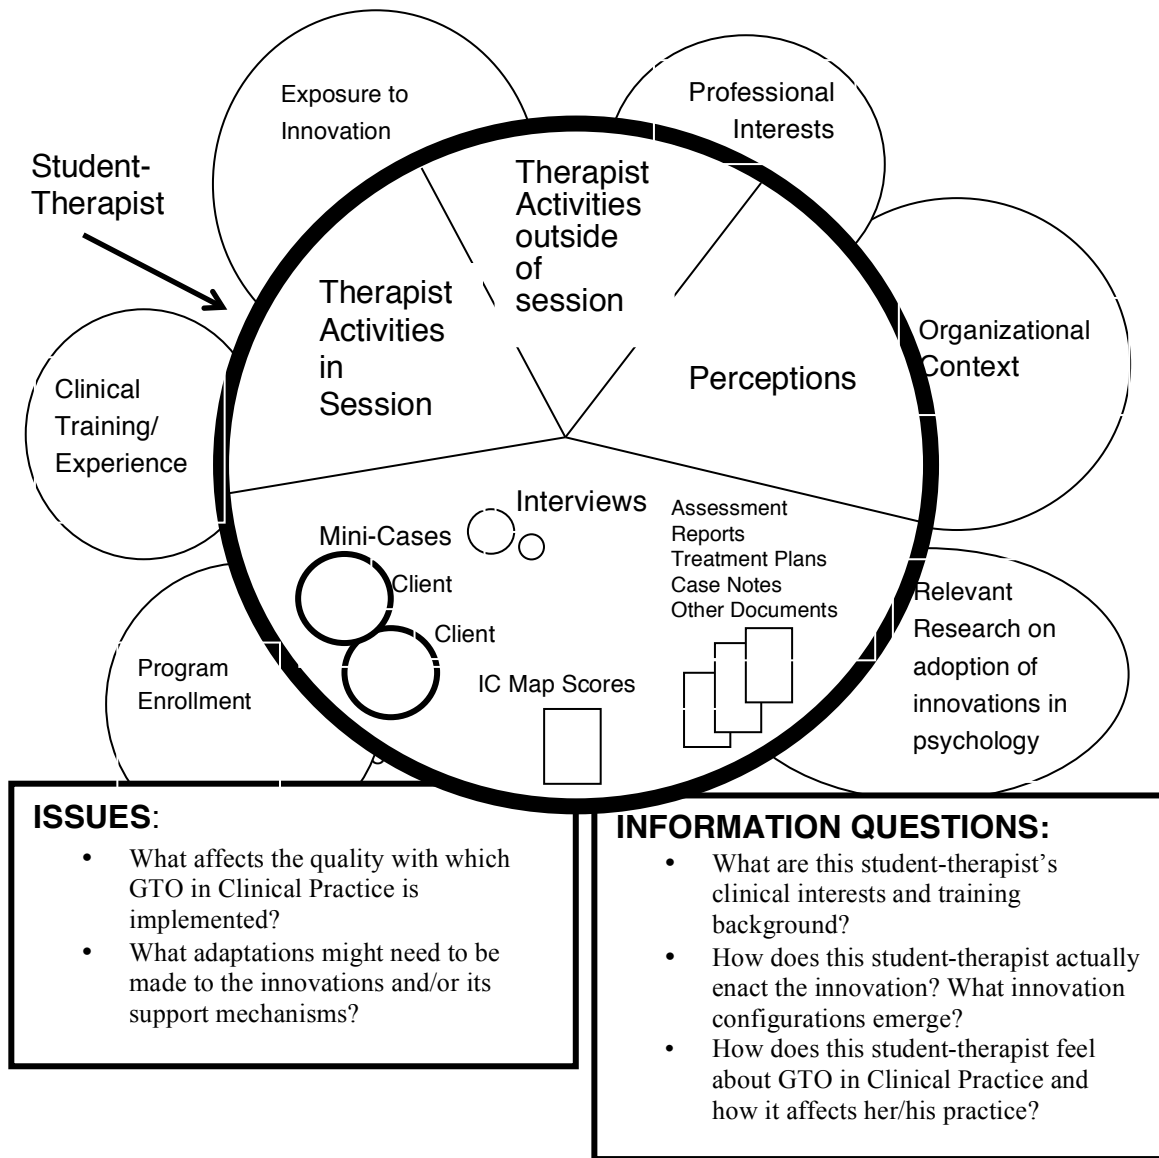 Exposure to
Innovation
Professional
Interests
Student-
Therapist
Therapist
Activities
outside
of
session
Therapist
Activities
in
Session
Organizational
Context
Perceptions
Clinical
Training/
Experience
Interviews
Mini-Cases
Client
Client
Assessment
Reports
Treatment Plans
Case Notes
Other Documents
IC Map Scores
Program
Enrollment
Relevant
Research on
adoption of
innovations in
psychology
ISSUES:
• What affects the quality with which
GTO in Clinical Practice is
implemented?
• What adaptations might need to be
made to the innovations and/or its
support mechanisms?
INFORMATION QUESTIONS:
• What are this student-therapist’s
clinical interests and training
background?
• How does this student-therapist actually
enact the innovation? What innovation
configurations emerge?
• How does this student-therapist feel
about GTO in Clinical Practice and
how it affects her/his practice?